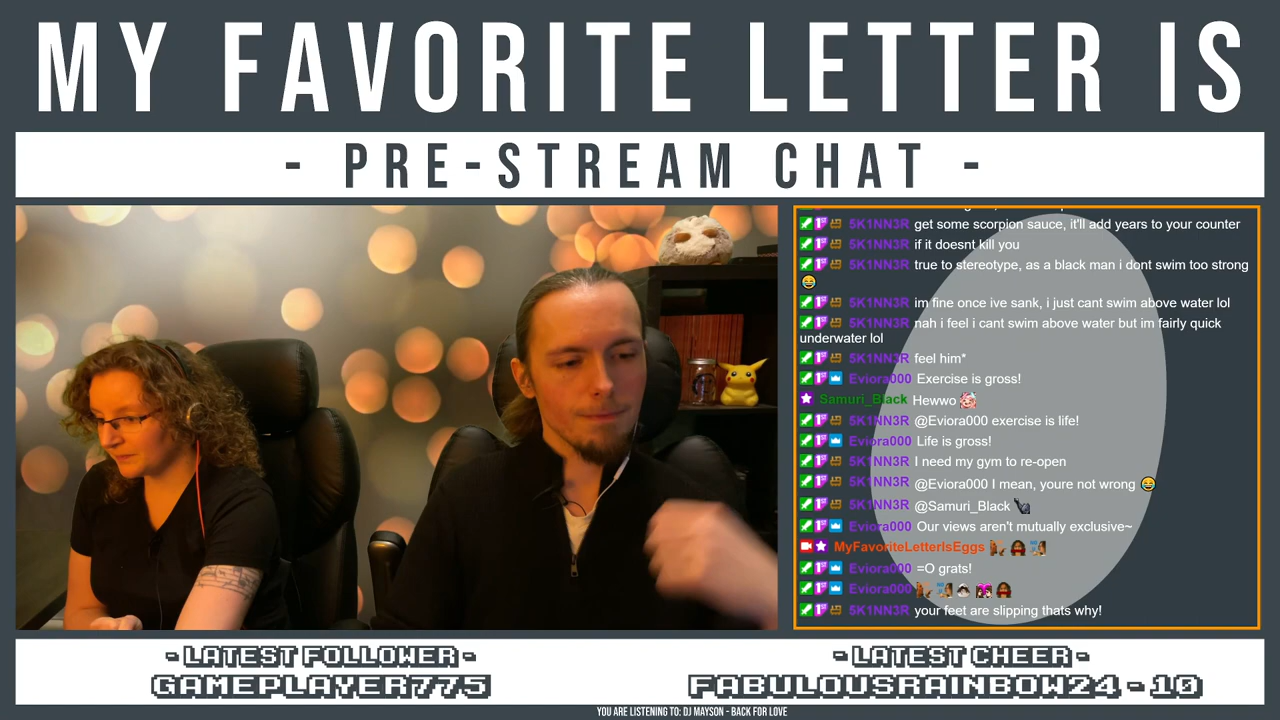 MY FAVORITE LETTER IS
- PRE-STREAM CHAT -
5K1NN3R get some scorpion sauce, it'll add years to your counter
5K1NN3R if it doesnt kill you
5K1NN3R true to stereotype, as a black man i dont swim too strong
😂
5K1NN3R im fine once ive sank, i just cant swim above water lol
5K1NN3R nah i feel i cant swim above water but im fairly quick
underwater lol
5K1NN3R feel him*
Eviora000 Exercise is gross!
Samuri_Black Hewwo
5K1NN3R @Eviora000 exercise is life!
Eviora000 Life is gross!
5K1NN3R I need my gym to re-open
5K1NN3R @Eviora000 I mean, youre not wrong 😂
5K1NN3R @Samuri_Black
Eviora000 Our views aren't mutually exclusive~
MyFavoriteLetterIsEggs
Eviora000 =O grats!
Eviora000
5K1NN3R your feet are slipping thats why!
- LATEST FOLLOWER -
GAMEPLAYER775
- LATEST CHEER -
FABULOUSRAINBOW24 - 10
YOU ARE LISTENING TO: DJ MAYSON - BACK FOR LOVE